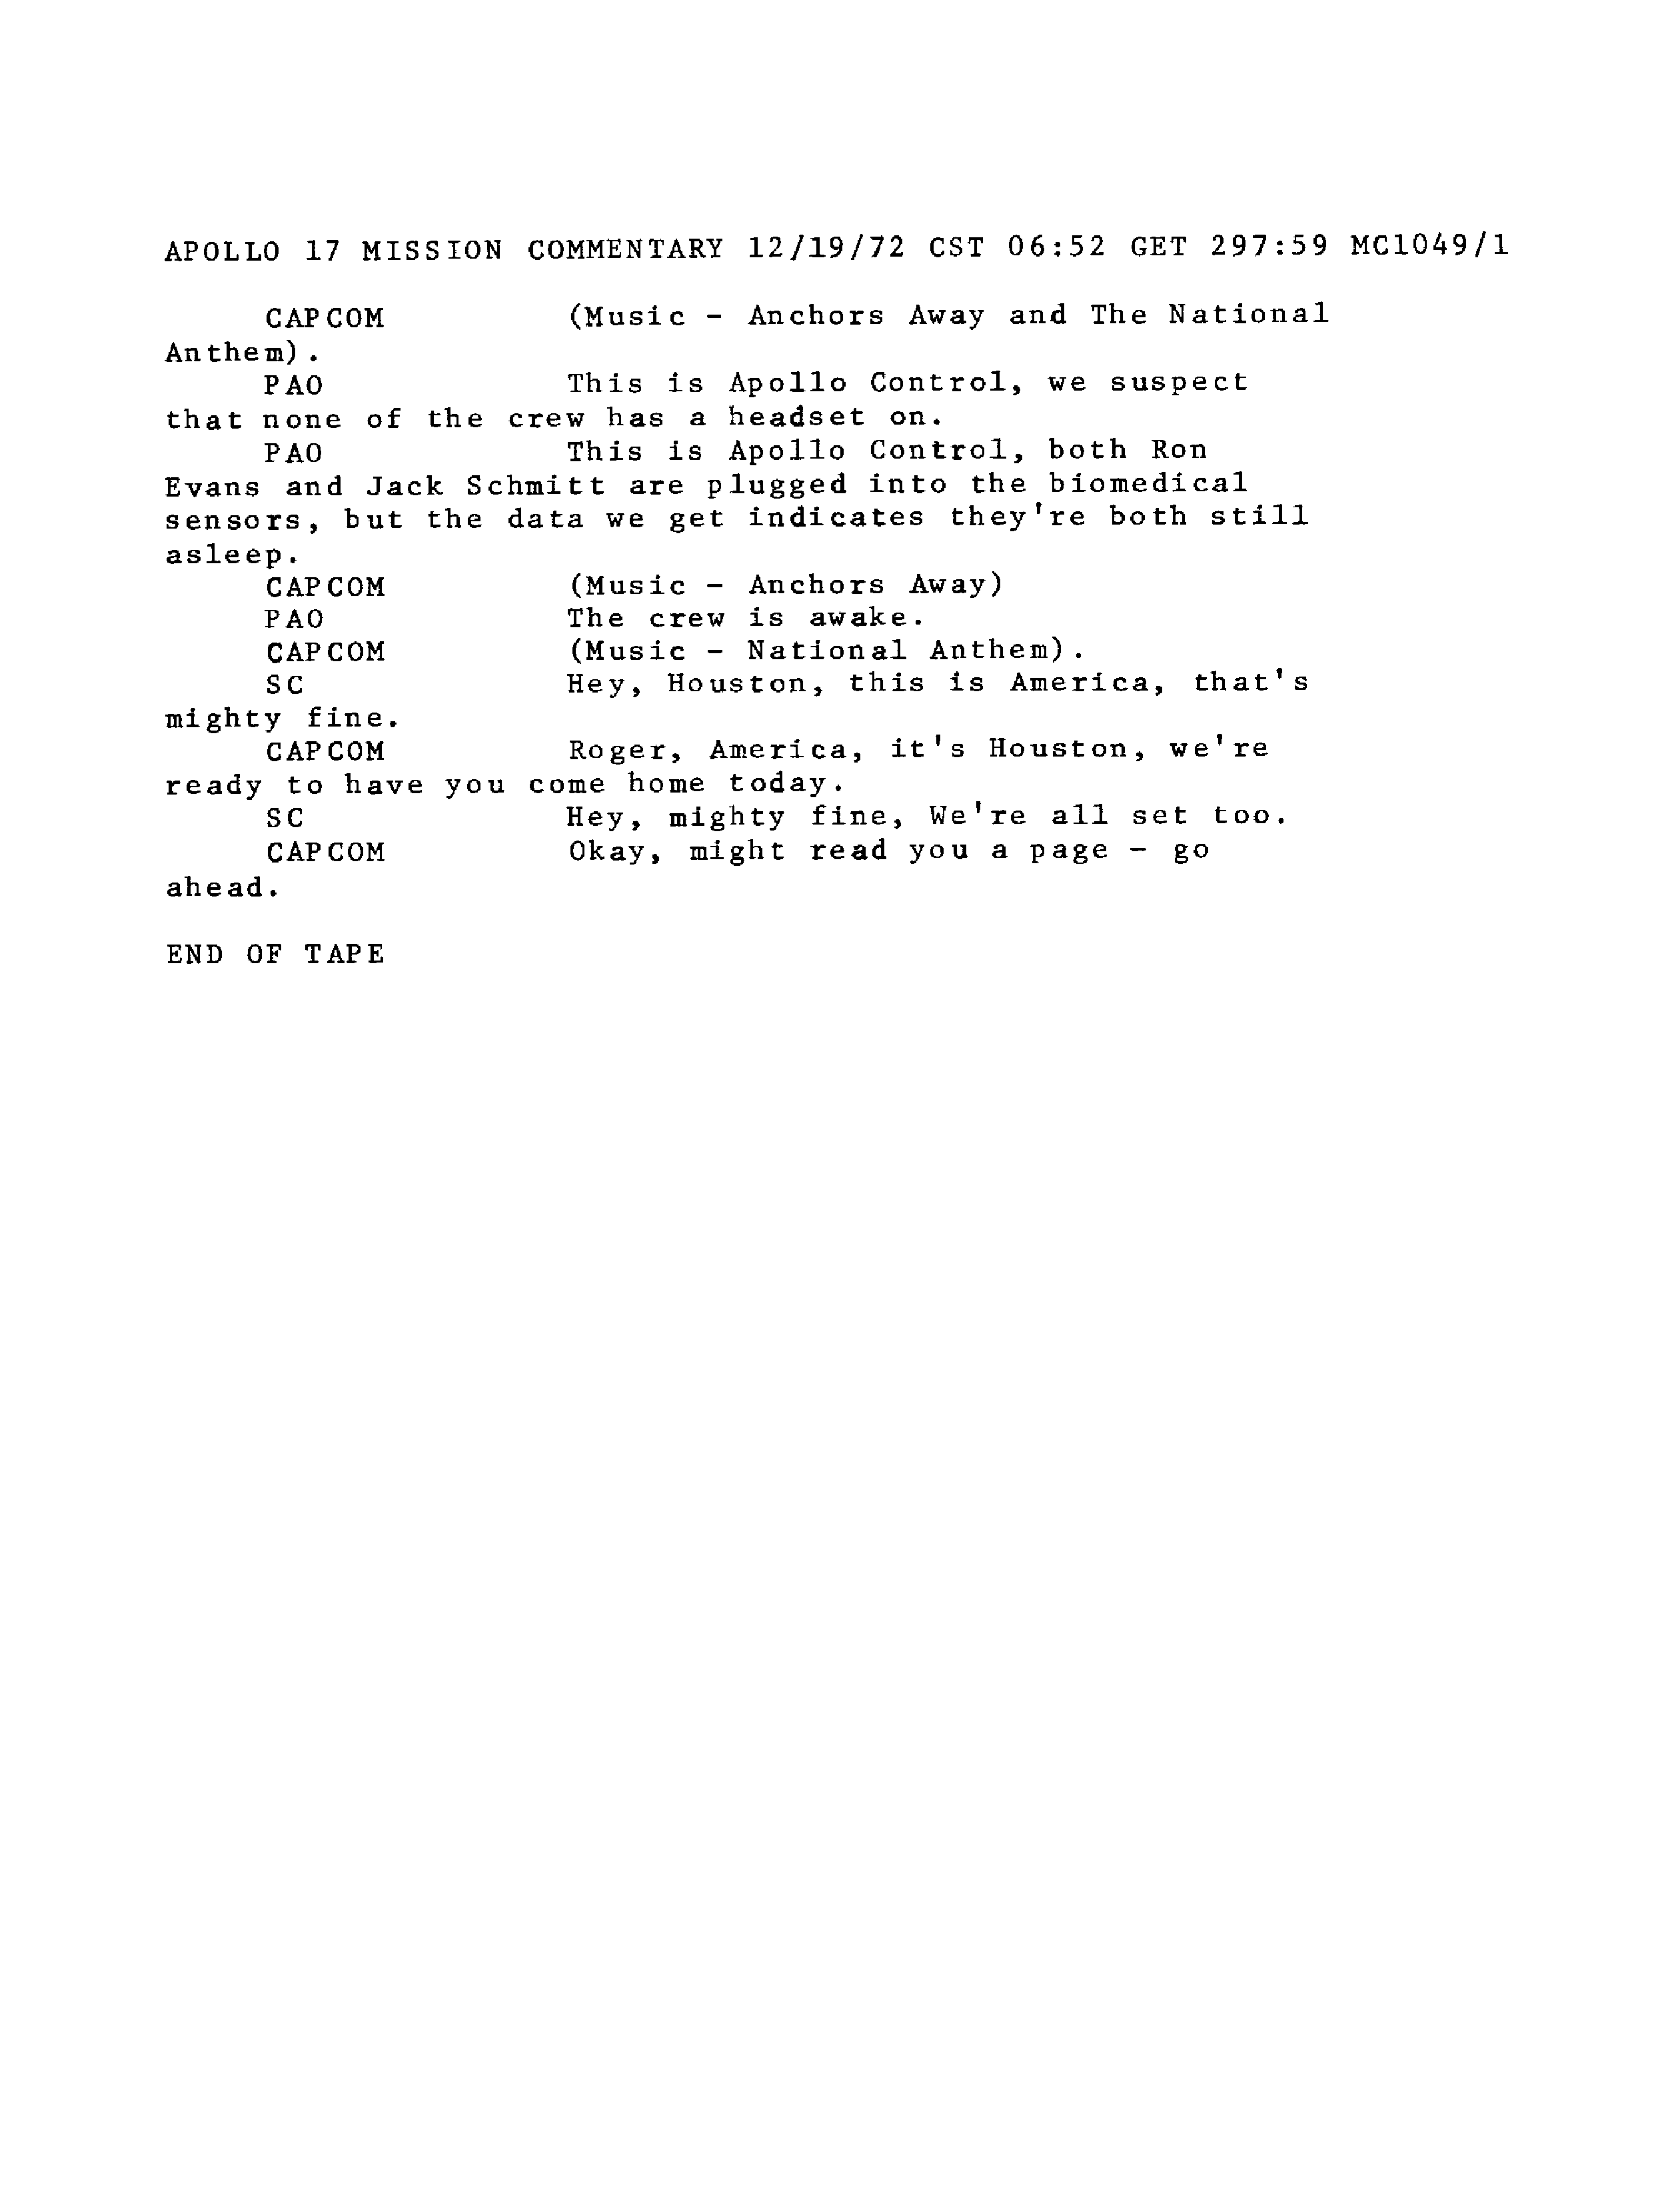 APOLLO 17 MISSION COMMENTARY 12/19/72 CST 06:52 GET 297:59 MC1049/1
CAPCOM (Music - Anchors Away and The National
Anthem).
PAO This is Apollo Control, we suspect
that none of the crew has a headset on.
PAO This is Apollo Control, both Ron
Evans and Jack Schmitt are plugged into the biomedical
sensors, but the data we get indicates they're both still
asleep.
CAPCOM (Music - Anchors Away)
PAO The crew is awake.
CAPCOM (Music - National Anthem).
SC Hey, Houston, this is America, that's
mighty fine.
CAPCOM Roger, America, it's Houston, we're
ready to have you come home today.
SC Hey, mighty fine, We're all set too.
CAPCOM Okay, might read you a page - go
ahead.
END OF TAPE